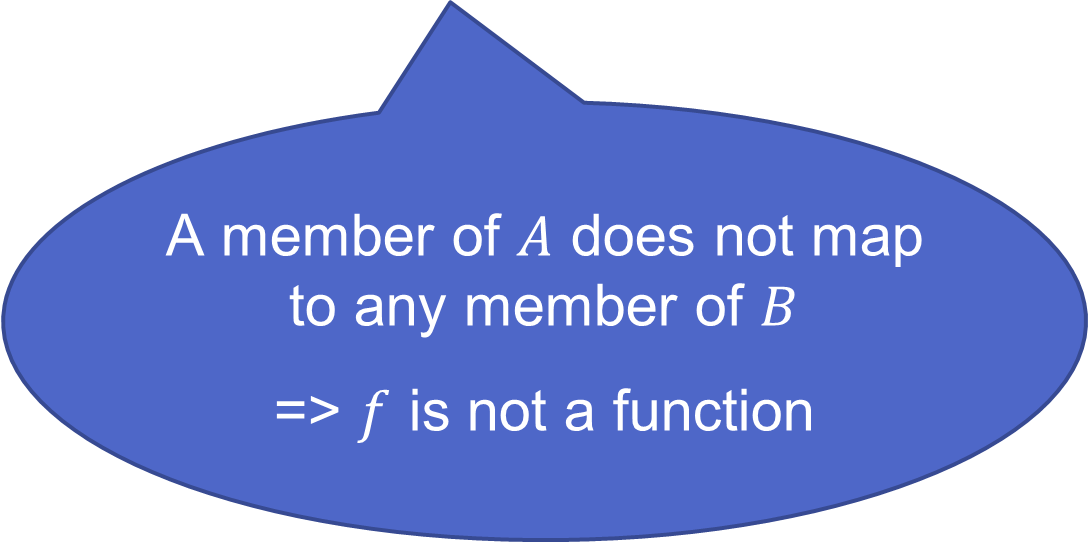 A member of A does not map
to any member of B
=> f is not a function